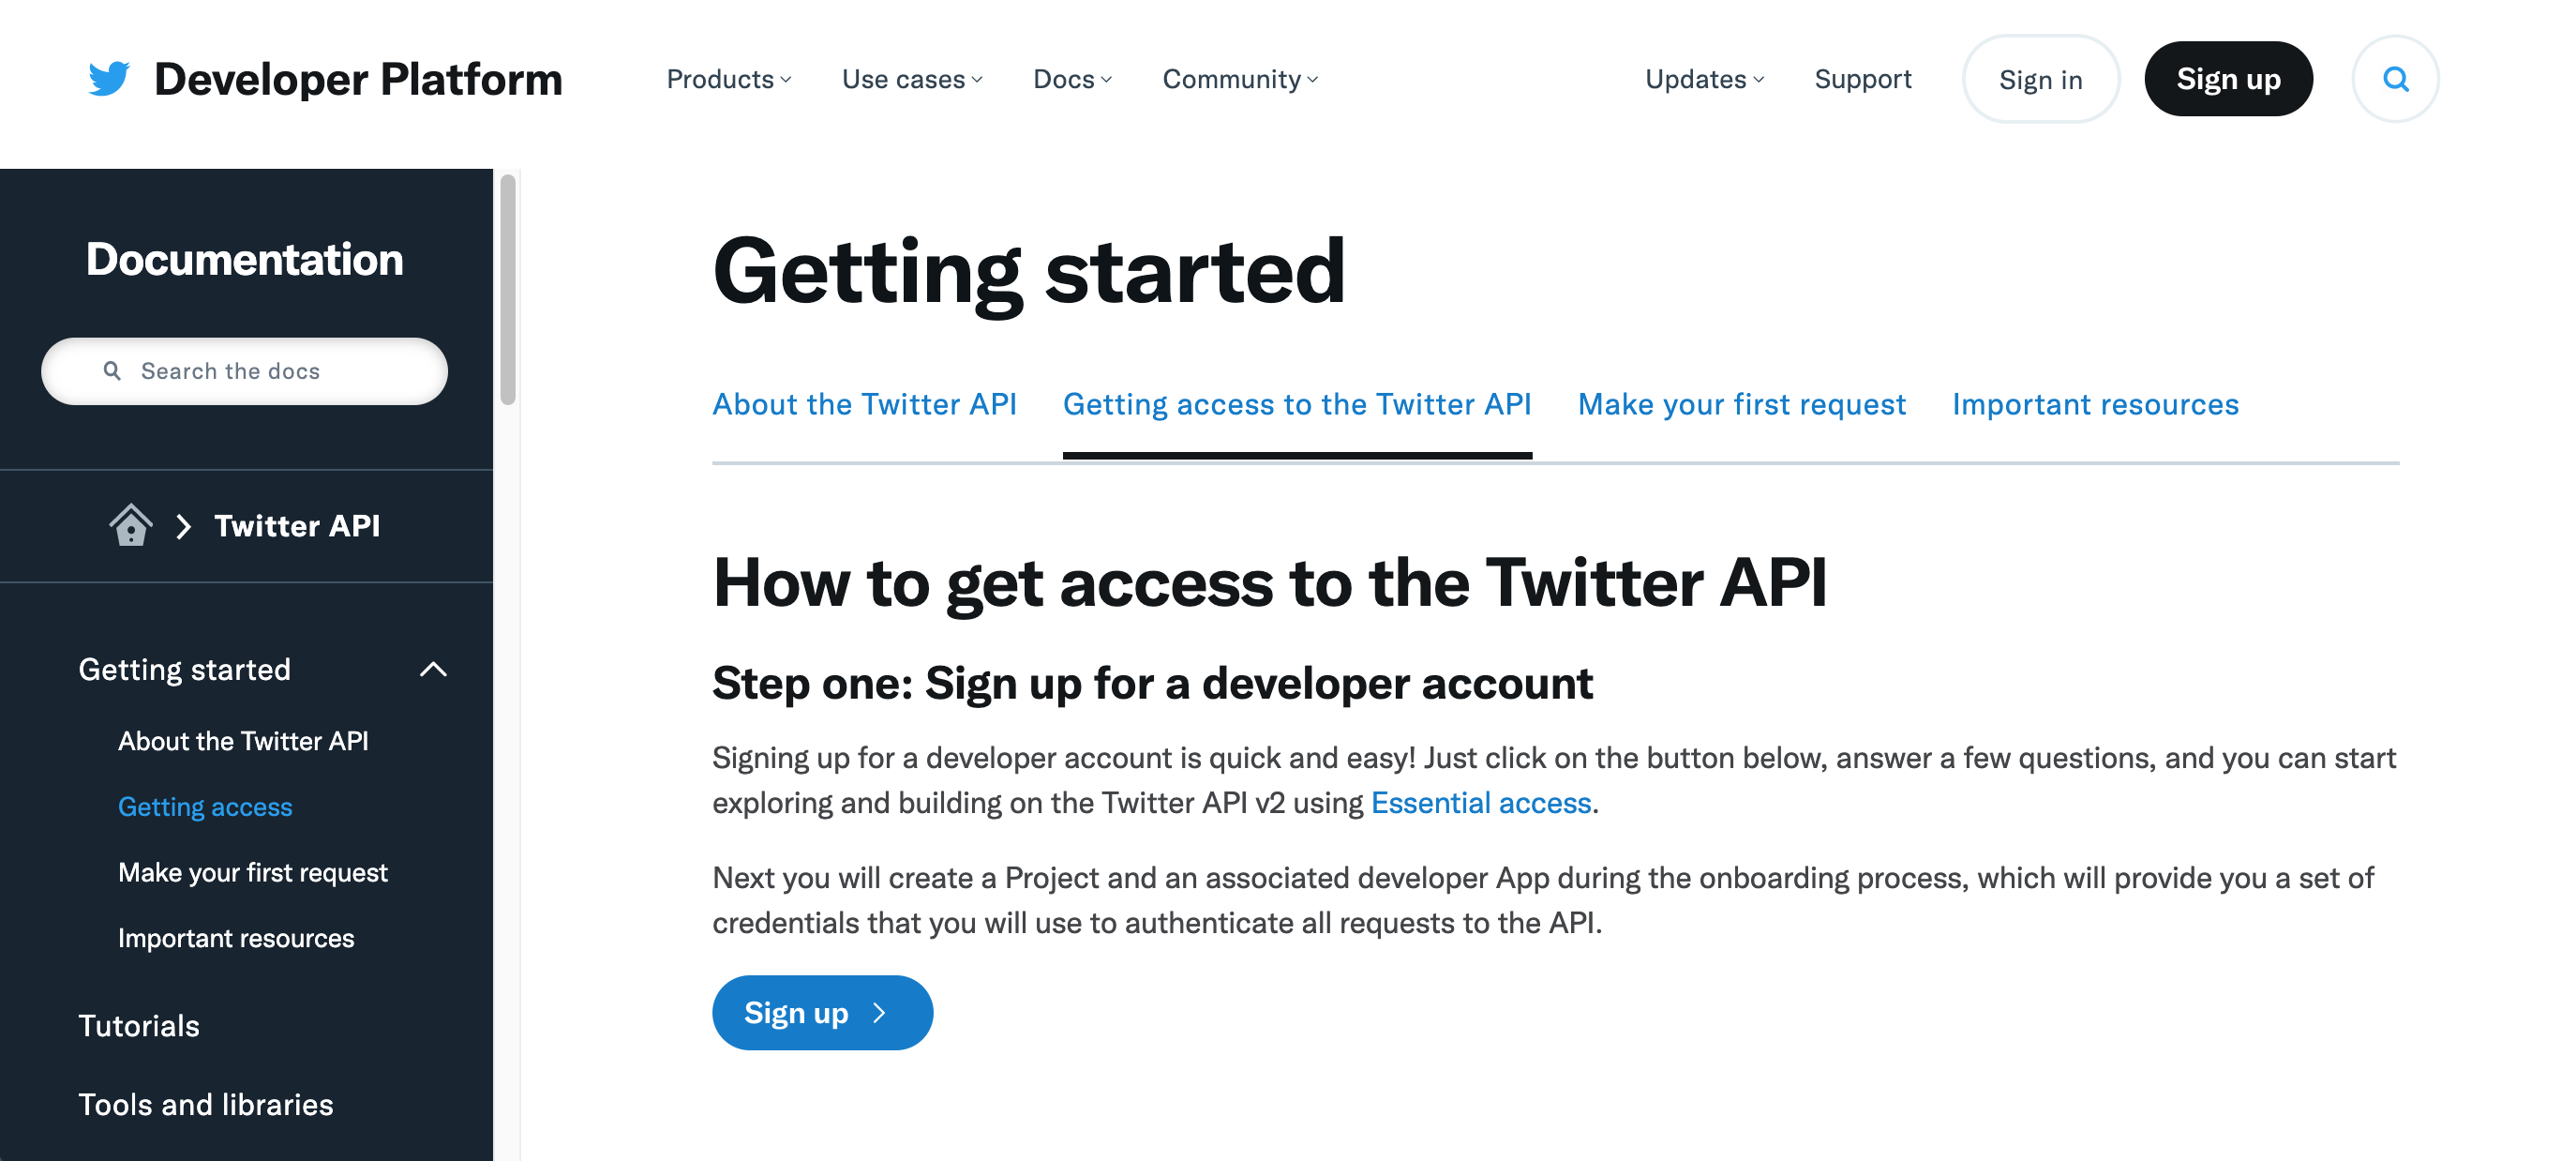 Developer Platform
Products
Use cases
Docs
Community
Updates
Support
Sign in
Sign up
Documentation
Search the docs
Twitter API
Getting started
About the Twitter API
Getting access
Make your first request
Important resources
Tutorials
Tools and libraries
Getting started
About the Twitter API
Getting access to the Twitter API
Make your first request
Important resources
How to get access to the Twitter API
Step one: Sign up for a developer account
Signing up for a developer account is quick and easy! Just click on the button below, answer a few questions, and you can start
exploring and building on the Twitter API v2 using Essential access.
Next you will create a Project and an associated developer App during the onboarding process, which will provide you a set of
credentials that you will use to authenticate all requests to the API.
Sign up